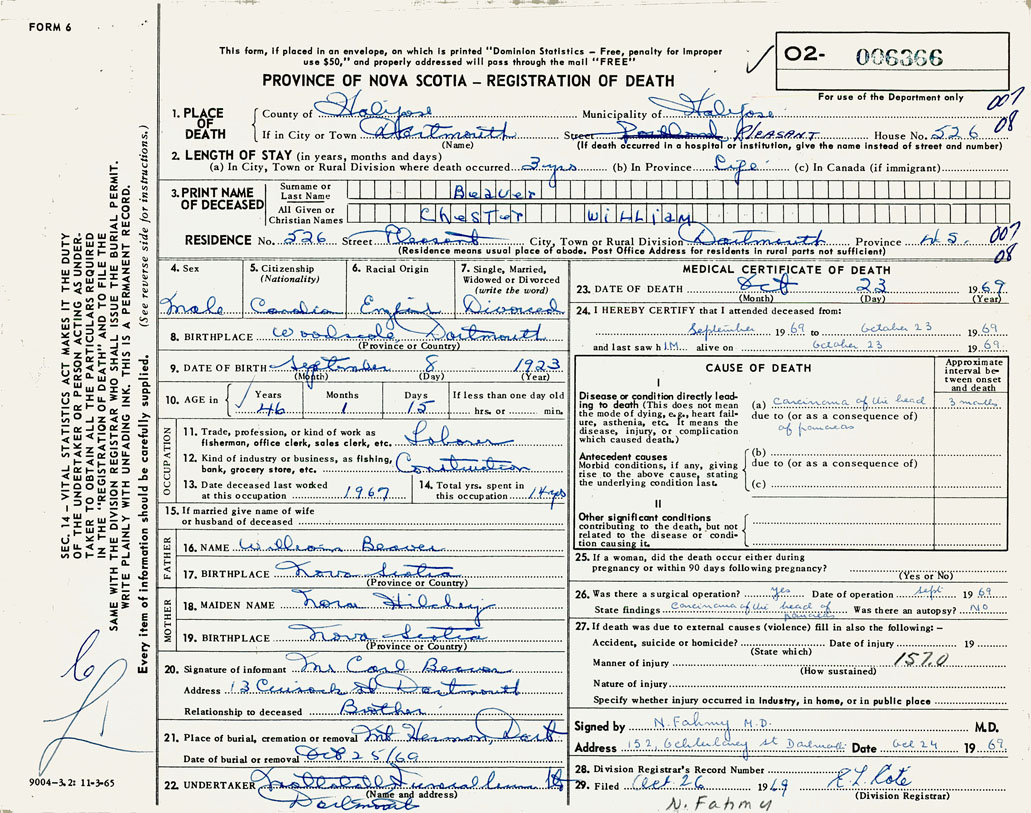 FORM 6
This form, if placed in an envelope, on which is printed "Dominion Statistics – Free, penalty for improper
use $50," and properly addressed will pass through the mail "FREE"
PROVINCE OF NOVA SCOTIA – REGISTRATION OF DEATH
O2- 006366
For use of the Department only
007
08
1. PLACE OF DEATH
County of Halifax Municipality of Halifax
If in City or Town Dartmouth Street PLEASANT House No. 526
(Name) (If death occurred in a hospital or institution, give the name instead of street and number)
2. LENGTH OF STAY (in years, months and days)
(a) In City, Town or Rural Division where death occurred 3 yrs (b) In Province Life (c) In Canada (if immigrant)
3. PRINT NAME OF DECEASED
Surname or Last Name Beaver
All Given or Christian Names Chester William
RESIDENCE No. 526 Street Pleasant City, Town or Rural Division Dartmouth Province N.S.
(Residence means usual place of abode. Post Office Address for residents in rural parts not sufficient)
007
08
4. Sex Male
5. Citizenship (Nationality) Canadian
6. Racial Origin England
7. Single, Married, Widowed or Divorced (write the word) Divorced
8. BIRTHPLACE Woodside Dartmouth
(Province or Country)
9. DATE OF BIRTH September 8 1923
(Month) (Day) (Year)
10. AGE in Years 46 Months 1 Days 15 If less than one day old hrs. or min.
OCCUPATION
11. Trade, profession, or kind of work as fisherman, office clerk, sales clerk, etc. Laborer
12. Kind of industry or business, as fishing, bank, grocery store, etc. Construction
13. Date deceased last worked at this occupation 1967
14. Total yrs. spent in this occupation 14 yrs
15. If married give name of wife or husband of deceased
FATHER
16. NAME William Beaver
17. BIRTHPLACE Nova Scotia
(Province or Country)
MOTHER
18. MAIDEN NAME Nora Hilchey
19. BIRTHPLACE Nova Scotia
(Province or Country)
20. Signature of informant Mr Carl Beaver
Address 13 St Dartmouth
Relationship to deceased Brother
21. Place of burial, cremation or removal Mt Hermon Dart
Date of burial or removal Oct 25/69
22. UNDERTAKER Funeral Home Ltd
(Name and address)
Dartmouth
MEDICAL CERTIFICATE OF DEATH
23. DATE OF DEATH Oct 23 1969
(Month) (Day) (Year)
24. I HEREBY CERTIFY that I attended deceased from:
September 1969 to October 23 1969
and last saw h I.M. alive on October 23 1969
CAUSE OF DEATH
Approximate interval between onset and death
I
Disease or condition directly leading to death (This does not mean the mode of dying, e.g., heart failure, asthenia, etc. It means the disease, injury, or complication which caused death.)
(a) Carcinoma of the head 3 months
due to (or as a consequence of)
of pancreas
Antecedent causes
Morbid conditions, if any, giving rise to the above cause, stating the underlying condition last.
(b)
due to (or as a consequence of)
(c)
II
Other significant conditions contributing to the death, but not related to the disease or condition causing it.
25. If a woman, did the death occur either during pregnancy or within 90 days following pregnancy?
(Yes or No)
26. Was there a surgical operation? yes Date of operation Sept 1969
State findings Carcinoma of the head of pancreas Was there an autopsy? NO
27. If death was due to external causes (violence) fill in also the following: –
Accident, suicide or homicide? Date of injury 19
(State which)
Manner of injury 157.0
(How sustained)
Nature of injury
Specify whether injury occurred in industry, in home, or in public place
Signed by N. Fahmy M.D. M.D.
Address 152, St Date Oct 24 1969
28. Division Registrar's Record Number
29. Filed Oct 26 1969
(Division Registrar)
N. Fahmy
SEC. 14 – VITAL STATISTICS ACT MAKES IT THE DUTY
OF THE UNDERTAKER OR PERSON ACTING AS UNDER-
TAKER TO OBTAIN ALL THE PARTICULARS REQUIRED
IN THE "REGISTRATION OF DEATH" AND TO FILE THE
SAME WITH THE DIVISION REGISTRAR WHO SHALL ISSUE THE BURIAL PERMIT.
WRITE PLAINLY WITH UNFADING INK. THIS IS A PERMANENT RECORD.
Every item of information should be carefully supplied. (See reverse side for instructions.)
9004-3.2: 11-3-65